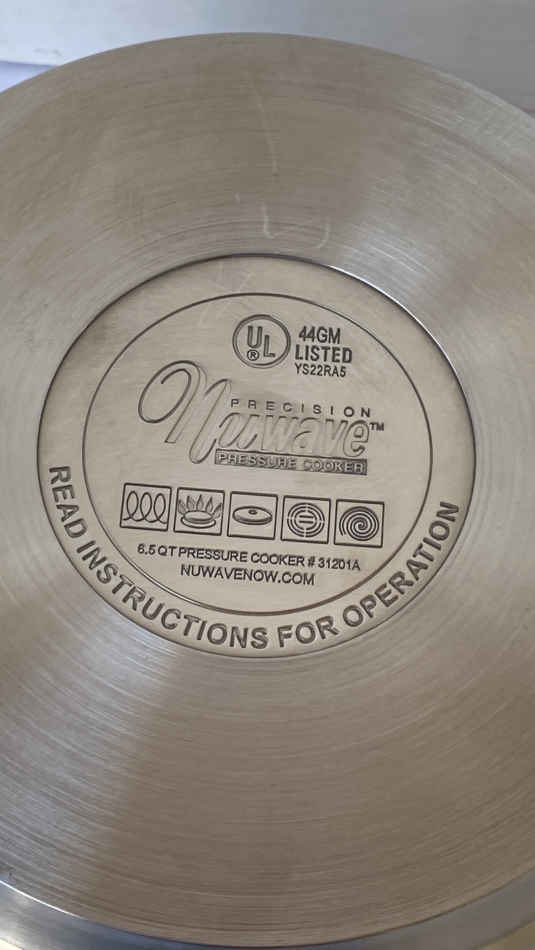 UL
®
44GM
LISTED
YS22RA5
PRECISION
Nuwave™
PRESSURE COOKER
6.5 QT PRESSURE COOKER # 31201A
NUWAVENOW.COM
READ INSTRUCTIONS FOR OPERATION